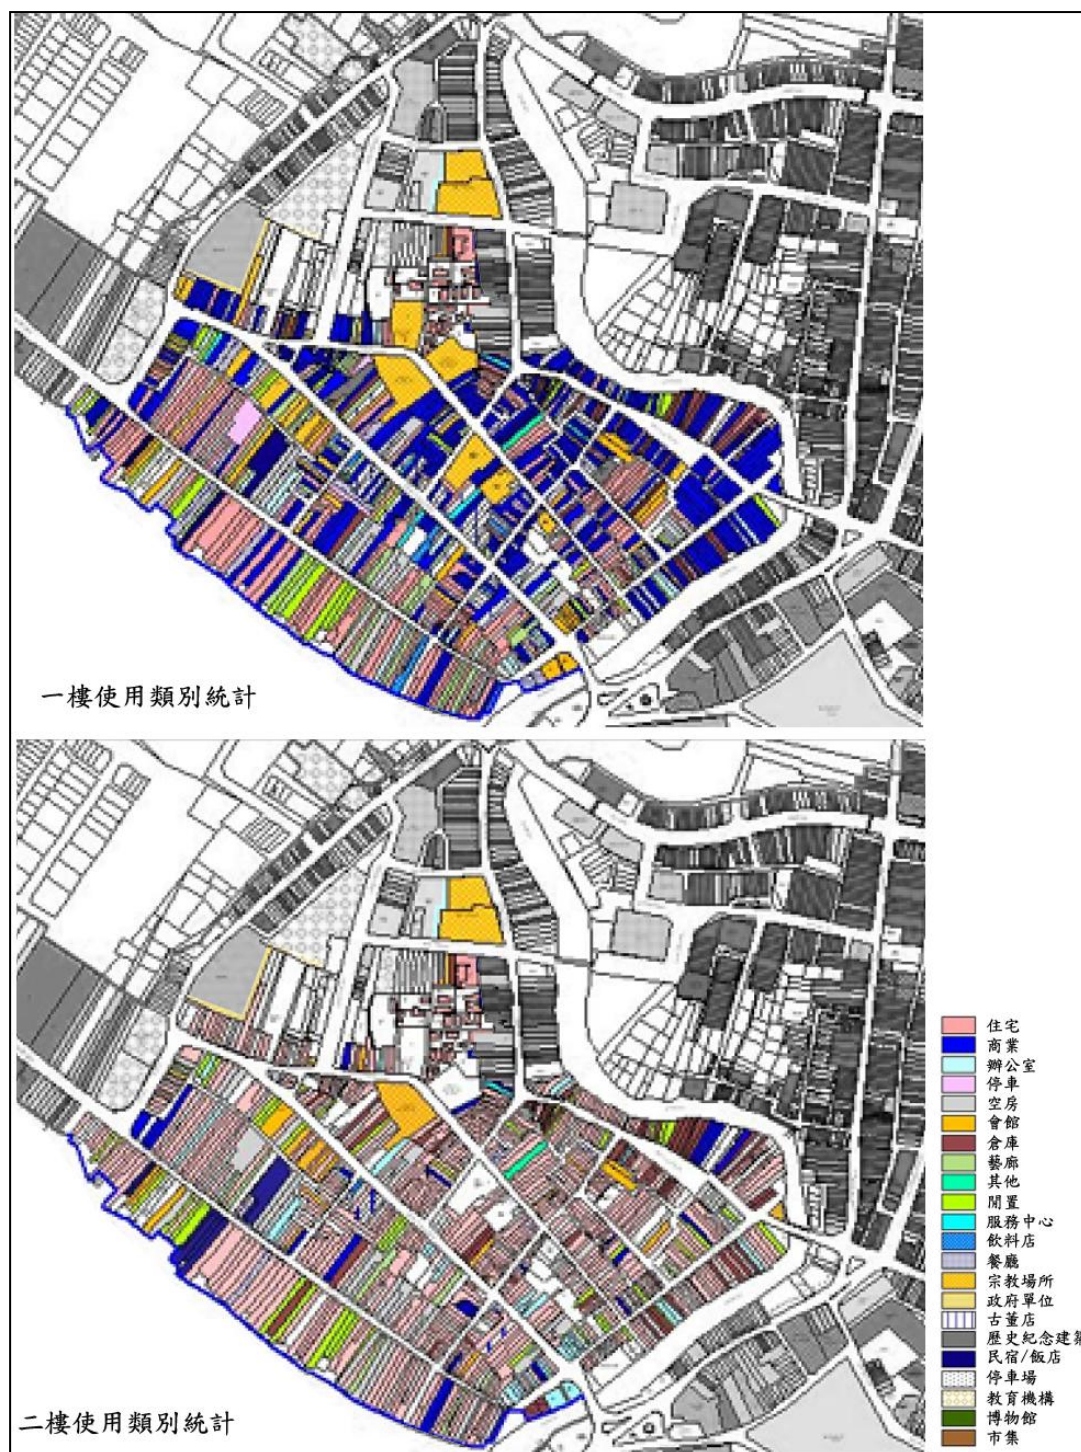 一樓使用類別統計
住宅
商業
辦公室
停車
空房
會館
倉庫
藝廊
其他
閒置
服務中心
飲料店
餐廳
宗教場所
政府單位
古董店
歷史紀念建築
民宿/飯店
停車場
教育機構
博物館
市集
二樓使用類別統計